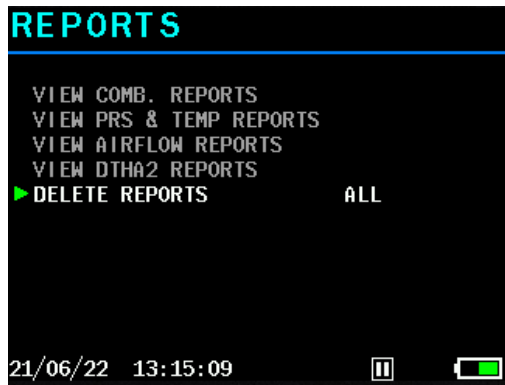 REPORTS
VIEW COMB. REPORTS
VIEW PRS & TEMP REPORTS
VIEW AIRFLOW REPORTS
VIEW DTHA2 REPORTS
DELETE REPORTS ALL
21/06/22 13:15:09